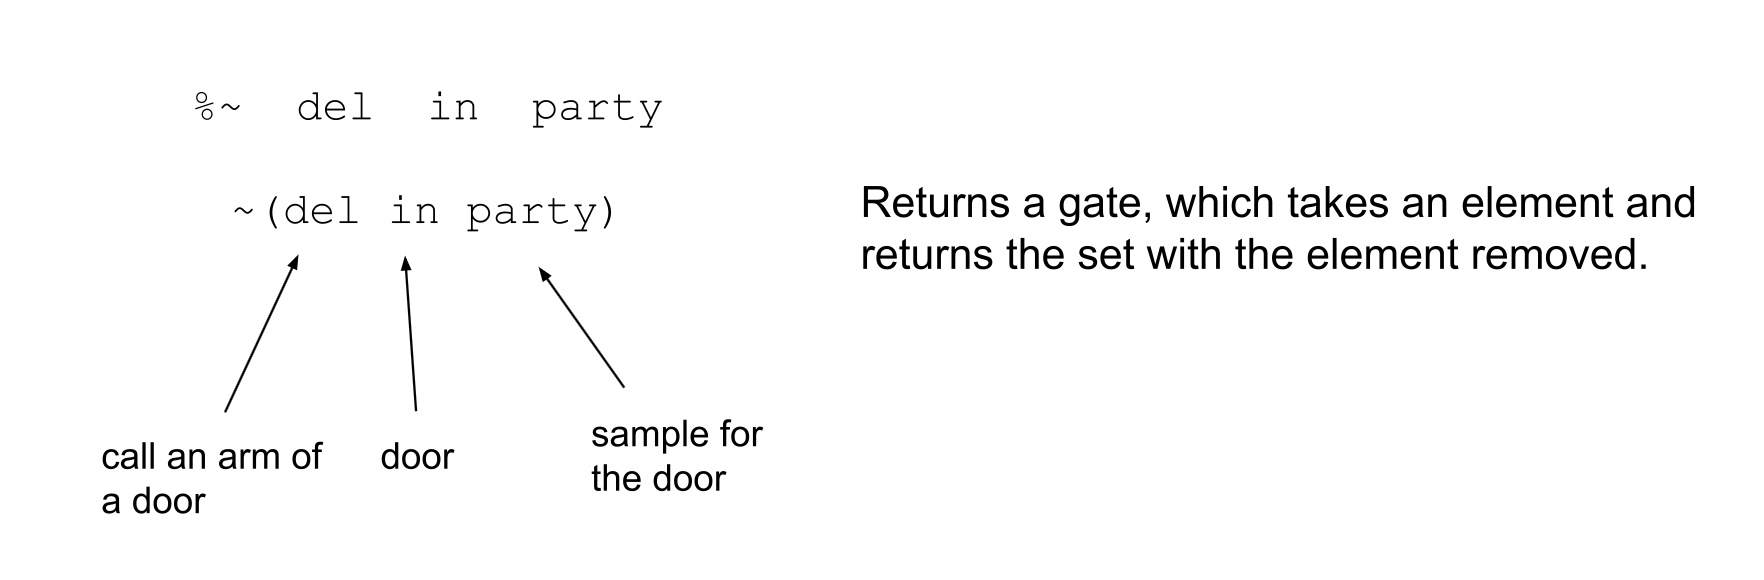 %~  del  in  party
~(del in party)
Returns a gate, which takes an element and
returns the set with the element removed.
call an arm of
a door
door
sample for
the door